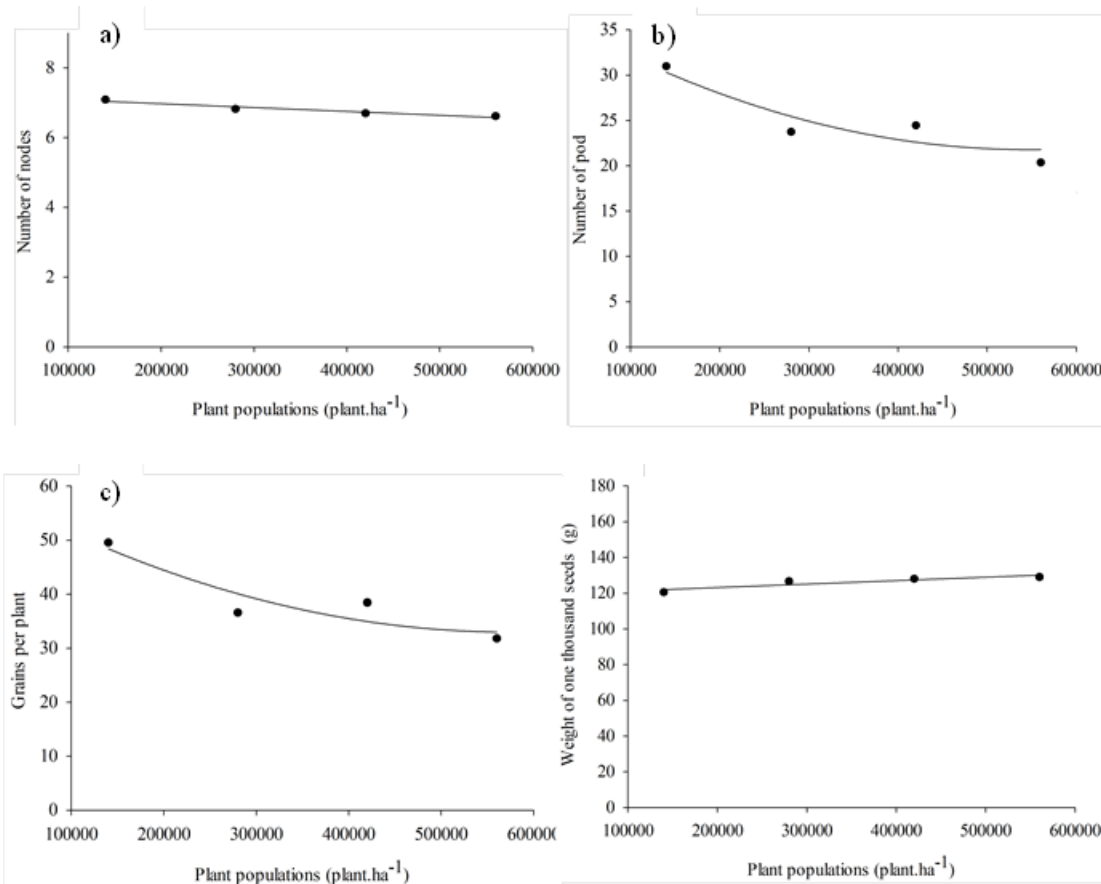 a)
8
6
4
2
0
Number of nodes
100000 200000 300000 400000 500000 600000
Plant populations (plant.ha-1)
b)
35
30
25
20
15
10
5
0
Number of pod
100000 200000 300000 400000 500000 600000
Plant populations (plant.ha-1)
c)
60
50
40
30
20
10
0
Grains per plant
100000 200000 300000 400000 500000 600000
Plant populations (plant.ha-1)
180
160
140
120
100
80
60
40
20
0
Weight of one thousand seeds (g)
100000 200000 300000 400000 500000 600000
Plant populations (plant.ha-1)